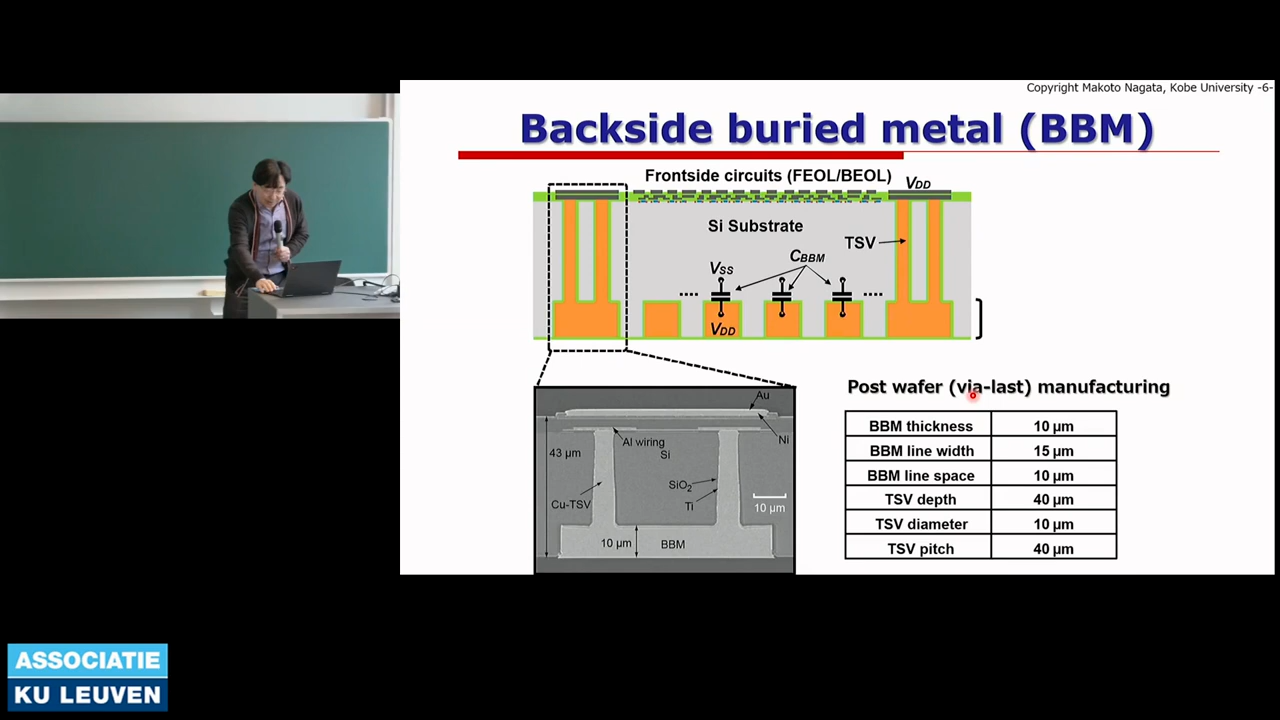 Copyright Makoto Nagata, Kobe University -6-
Backside buried metal (BBM)
Frontside circuits (FEOL/BEOL)
VDD
Si Substrate
TSV
CBBM
VSS
VDD
Au
Ni
Al wiring
Si
43 µm
SiO2
Ti
Cu-TSV
10 µm
10 µm
BBM
Post wafer (via-last) manufacturing
BBM thickness 10 µm
BBM line width 15 µm
BBM line space 10 µm
TSV depth 40 µm
TSV diameter 10 µm
TSV pitch 40 µm
ASSOCIATIE
KU LEUVEN